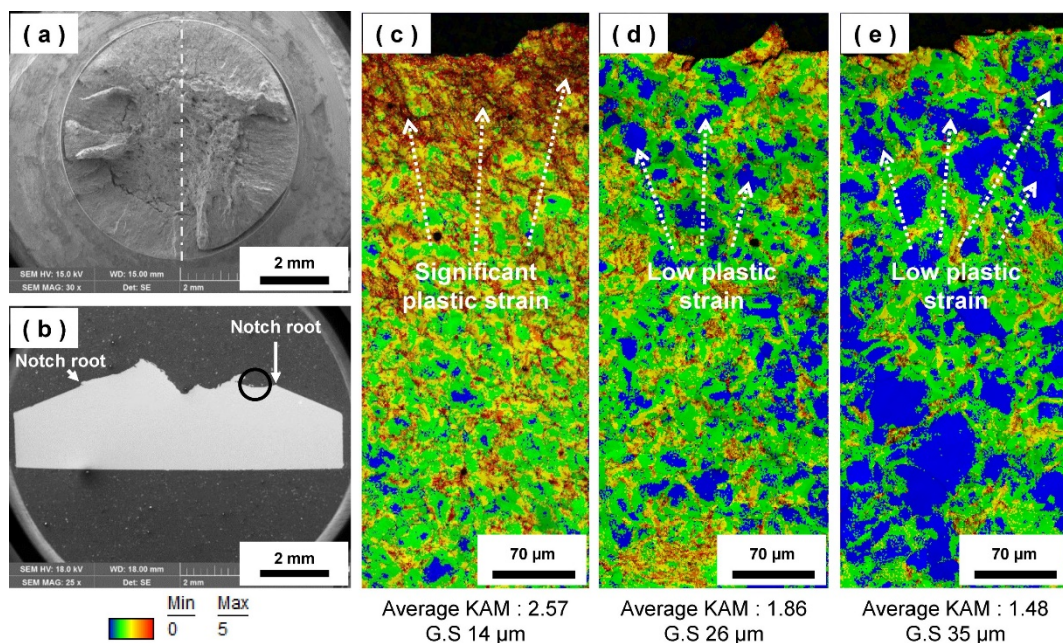 ( a )
SEM HV: 15.0 kV WD: 15.00 mm
SEM MAG: 30 x Det: SE 2 mm
2 mm
( b )
Notch root
Notch root
SEM HV: 18.0 kV WD: 18.00 mm
SEM MAG: 25 x Det: SE 2 mm
2 mm
Min Max
0 5
( c )
Significant
plastic strain
70 µm
Average KAM : 2.57
G.S 14 µm
( d )
Low plastic
strain
70 µm
Average KAM : 1.86
G.S 26 µm
( e )
Low plastic
strain
70 µm
Average KAM : 1.48
G.S 35 µm